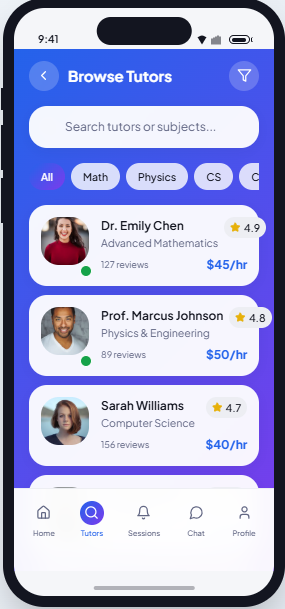 9:41
Browse Tutors
Search tutors or subjects...
All Math Physics CS C
Dr. Emily Chen 4.9
Advanced Mathematics
127 reviews $45/hr
Prof. Marcus Johnson 4.8
Physics & Engineering
89 reviews $50/hr
Sarah Williams 4.7
Computer Science
156 reviews $40/hr
Home Tutors Sessions Chat Profile